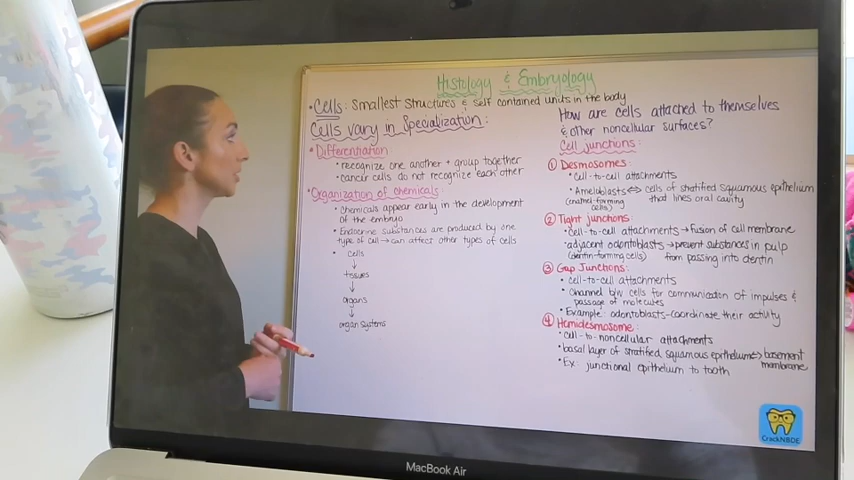 Histology & Embryology
• Cells: Smallest structures & self contained units in the body
Cells vary in Specialization:
• Differentiation
• recognize one another + group together
• cancer cells do not recognize each other
• Organization of chemicals:
• Chemicals appear early in the development
of the embryo
• Endocrine substances are produced by one
type of cell → can affect other types of cells
• cells
↓
tissues
↓
organs
↓
organ systems
How are cells attached to themselves
& other noncellular surfaces?
Cell junctions:
① Desmosomes:
• cell-to-cell attachments
• Ameloblasts ⟷ cells of stratified squamous epithelium
(enamel-forming cells) that lines oral cavity
② Tight junctions:
• cell-to-cell attachments → fusion of cell membrane
• adjacent odontoblasts → prevent substances in pulp
(dentin-forming cells) from passing into dentin
③ Gap Junctions:
• cell-to-cell attachments
• Channel b/w cells for communication of impulses &
passage of molecules
• Example: odontoblasts-coordinate their activity
④ Hemidesmosome:
• cell-to-noncellular attachments
• basal layer of stratified squamous epithelium → basement
membrane
• Ex: junctional epithelium to tooth
CrackNBDE
MacBook Air